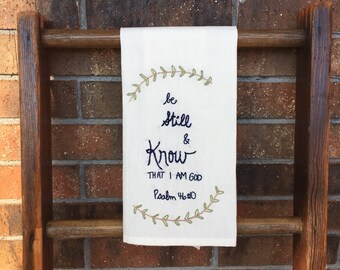 be
Still
&
Know
THAT I AM GOD
Psalm 46:10